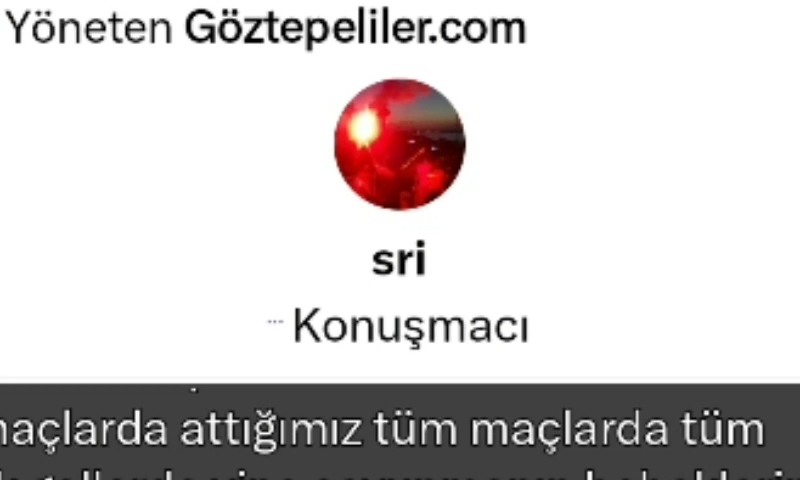 Yöneten Göztepeliler.com
sri
Konuşmacı
maçlarda attığımız tüm maçlarda tüm